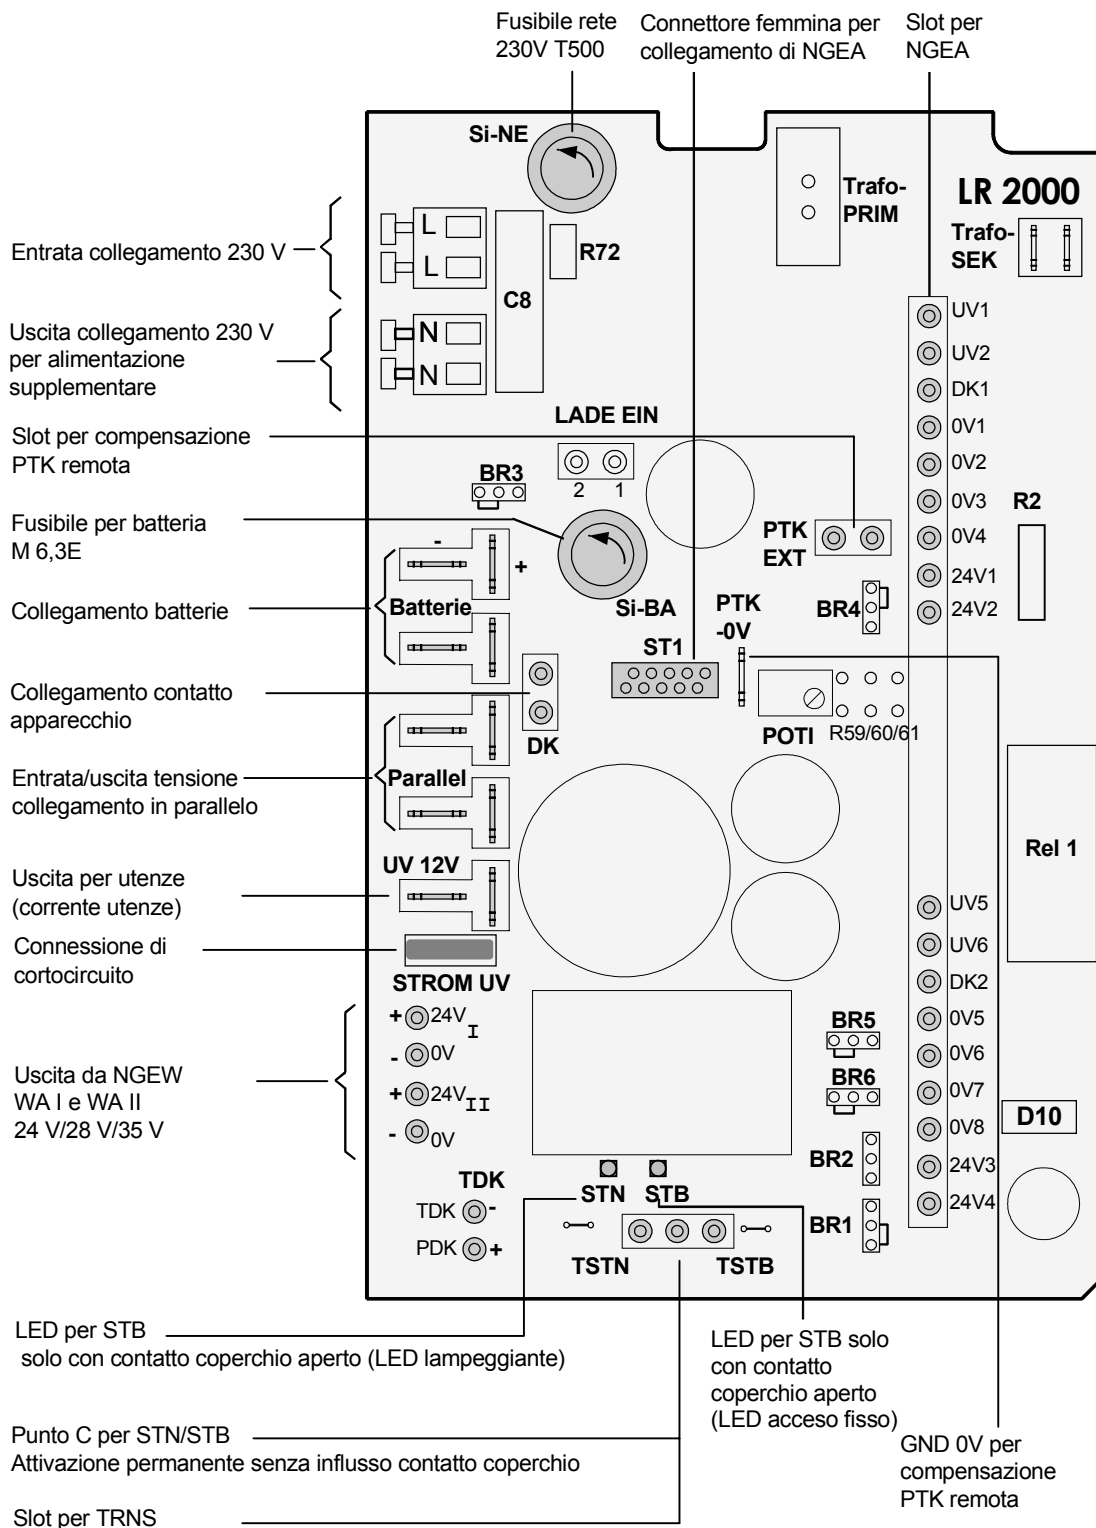 Fusibile rete
230V T500
Connettore femmina per
collegamento di NGEA
Slot per
NGEA
Si-NE
Trafo-
PRIM
LR 2000
Trafo-
SEK
L
L
R72
C8
Entrata collegamento 230 V
N
N
Uscita collegamento 230 V
per alimentazione
supplementare
UV1
UV2
DK1
0V1
0V2
0V3
0V4
24V1
24V2
R2
LADE EIN
2 1
Slot per compensazione
PTK remota
BR3
PTK
EXT
Fusibile per batteria
M 6,3E
- +
Si-BA
BR4
Collegamento batterie
Batterie
PTK
-0V
ST1
Collegamento contatto
apparecchio
DK
POTI
R59/60/61
Entrata/uscita tensione
collegamento in parallelo
Parallel
Rel 1
UV 12V
Uscita per utenze
(corrente utenze)
Connessione di
cortocircuito
STROM UV
UV5
UV6
DK2
0V5
0V6
0V7
0V8
24V3
24V4
+ 24V I
- 0V
+ 24V II
- 0V
Uscita da NGEW
WA I e WA II
24 V/28 V/35 V
BR5
BR6
BR2
BR1
D10
TDK
TDK -
PDK +
STN STB
TSTN TSTB
LED per STB
solo con contatto coperchio aperto (LED lampeggiante)
LED per STB solo
con contatto
coperchio aperto
(LED acceso fisso)
Punto C per STN/STB
Attivazione permanente senza influsso contatto coperchio
GND 0V per
compensazione
PTK remota
Slot per TRNS